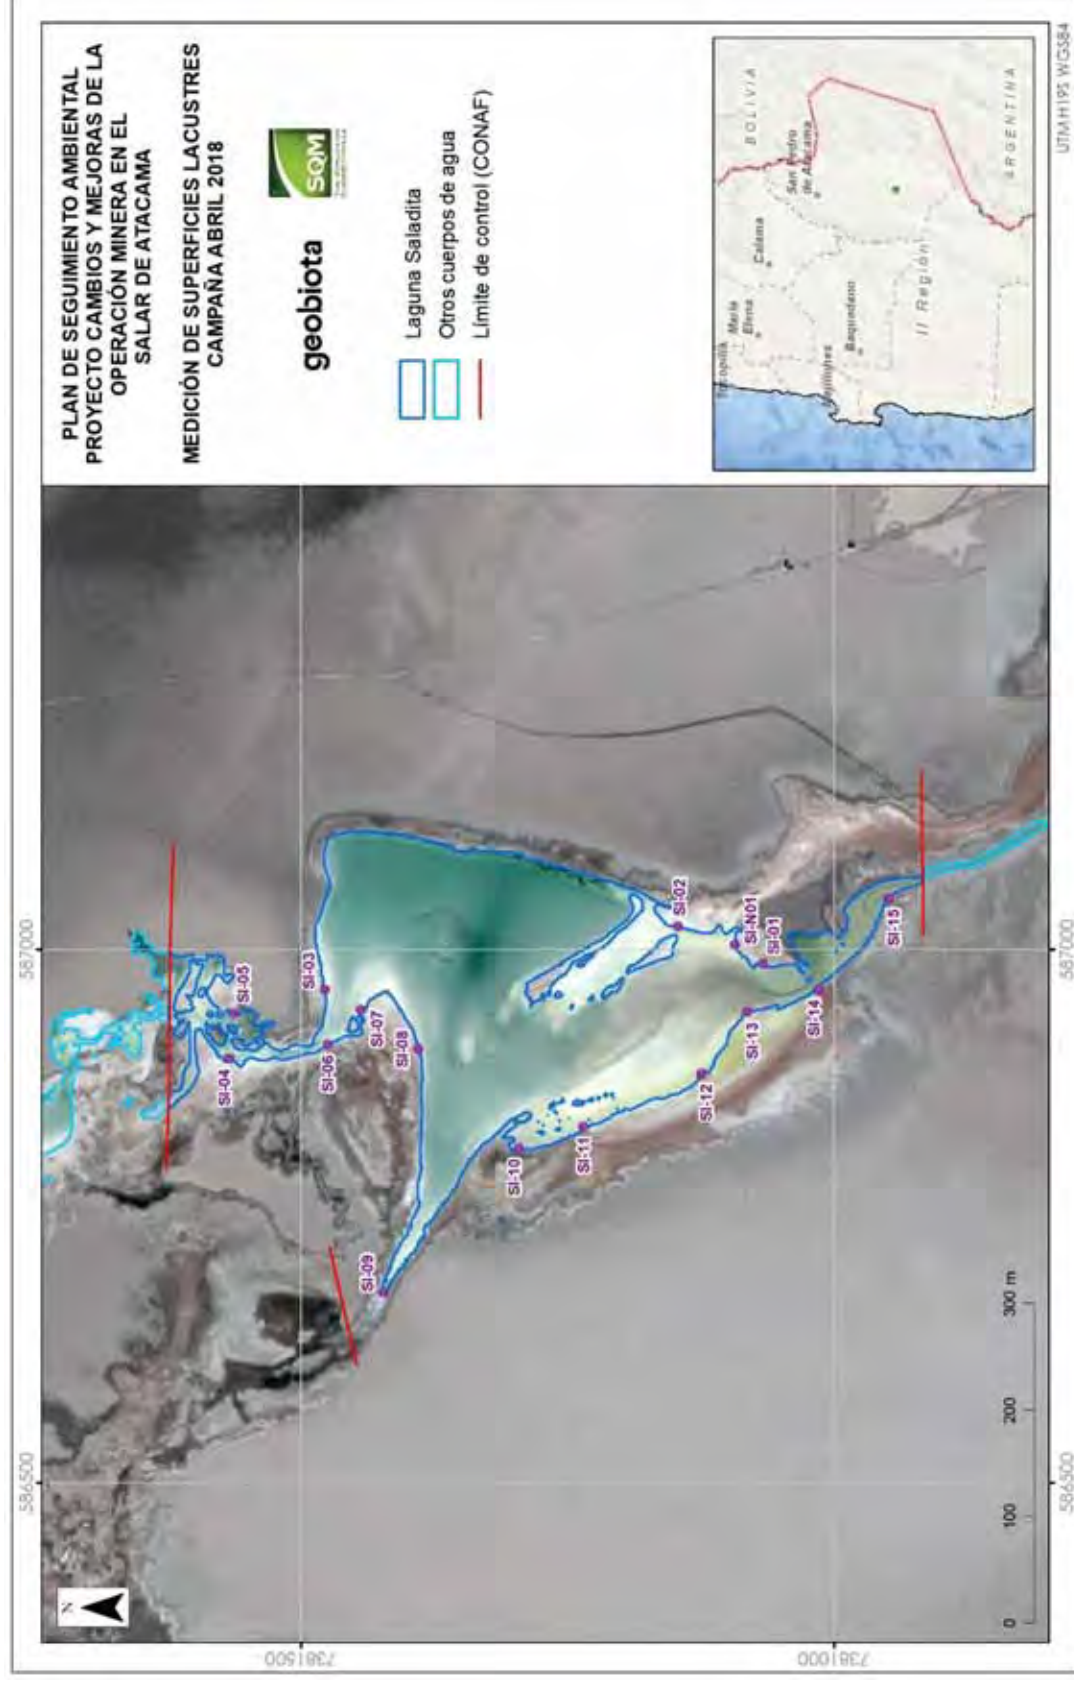 PLAN DE SEGUIMIENTO AMBIENTAL
PROYECTO CAMBIOS Y MEJORAS DE LA
OPERACIÓN MINERA EN EL
SALAR DE ATACAMA
MEDICIÓN DE SUPERFICIES LACUSTRES
CAMPAÑA ABRIL 2018
geobiota
SQM
Laguna Saladita
Otros cuerpos de agua
Límite de control (CONAF)
BOLIVIA
María
Elena
Calama
San Pedro
de Atacama
Baquedano
II Región
ARGENTINA
UTM H19S WGS84
N
586500
587000
7381500
7381000
SI-04
SI-05
SI-03
SI-06
SI-07
SI-08
SI-09
SI-10
SI-11
SI-12
SI-13
SI-14
SI-02
SI-N01
SI-01
SI-15
0
100
200
300 m
586500
587000